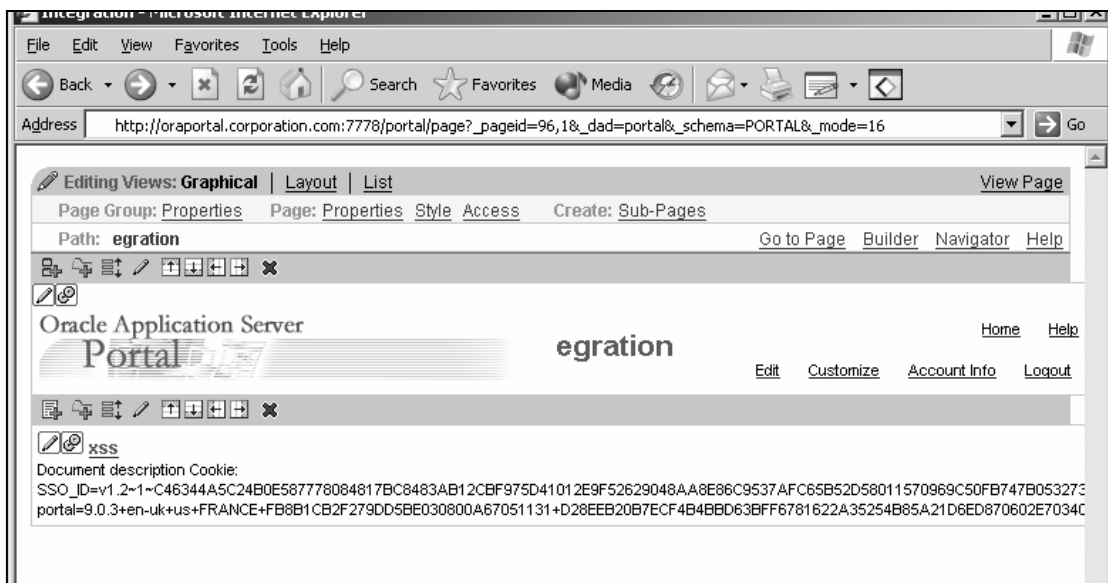 Integration - Microsoft Internet Explorer
File Edit View Favorites Tools Help
Back Search Favorites Media
Address http://oraportal.corporation.com:7778/portal/page?_pageid=96,1&_dad=portal&_schema=PORTAL&_mode=16 Go
Editing Views: Graphical | Layout | List View Page
Page Group: Properties Page: Properties Style Access Create: Sub-Pages
Path: egration Go to Page Builder Navigator Help
Oracle Application Server
Portal
egration
Home Help
Edit Customize Account Info Logout
xss
Document description Cookie:
SSO_ID=v1.2~1~C46344A5C24B0E587778084817BC8483AB12CBF975D41012E9F52629048AA8E86C9537AFC65B52D58011570969C50FB747B053273
portal=9.0.3+en-uk+us+FRANCE+FB8B1CB2F279DD5BE030800A67051131+D28EEB20B7ECF4B4BBD63BFF6781622A35254B85A21D6ED870602E7034C